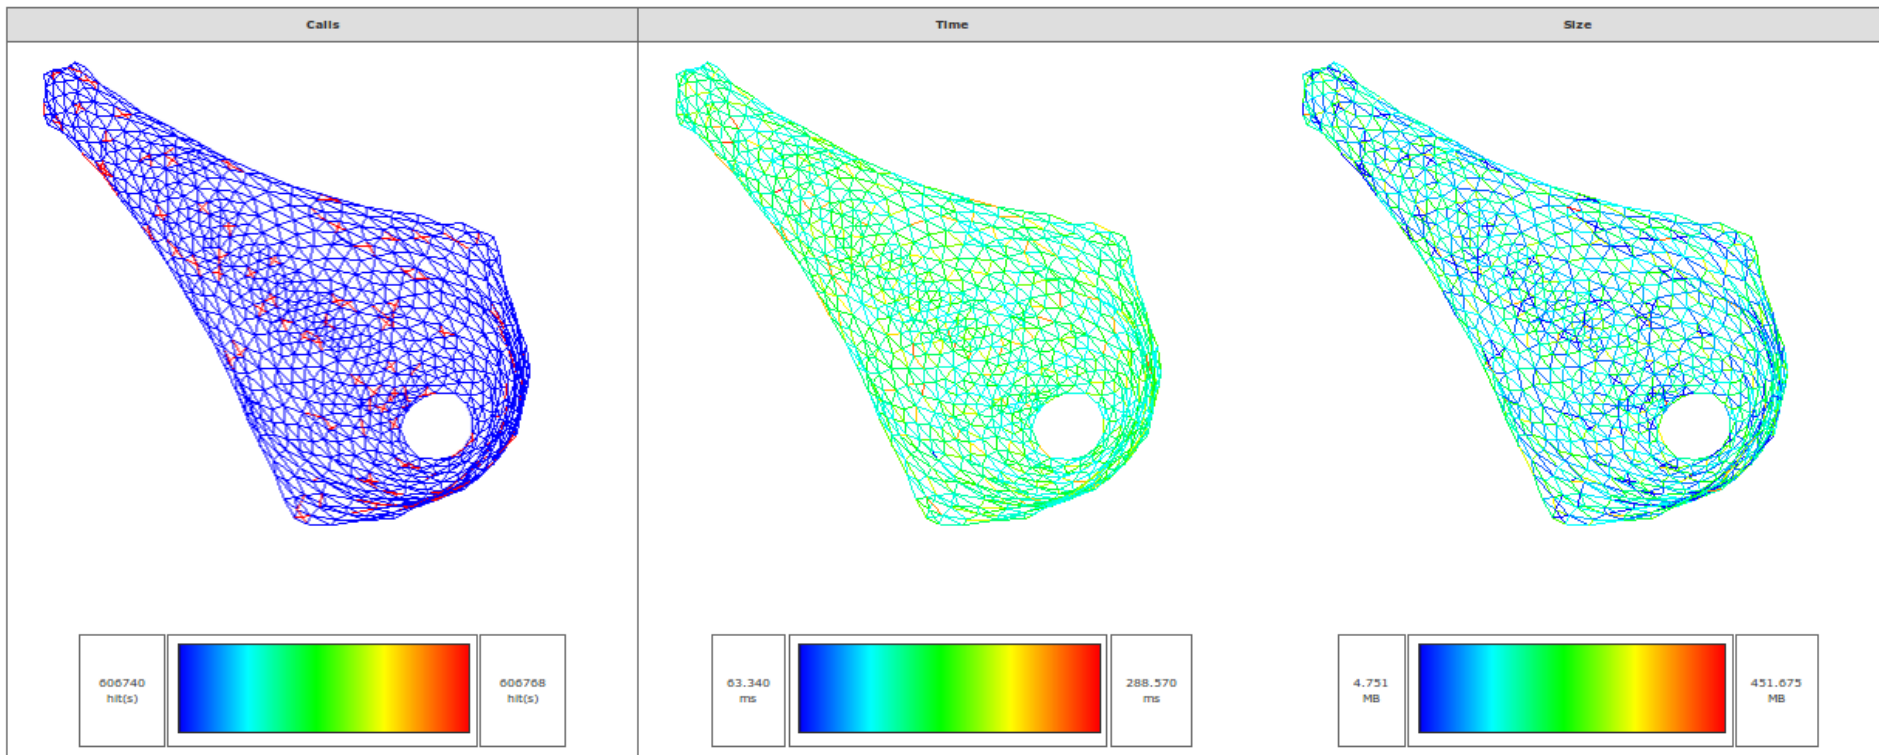 Calls
Time
Size
606740
hit(s)
606768
hit(s)
63.340
ms
288.570
ms
4.751
MB
451.675
MB